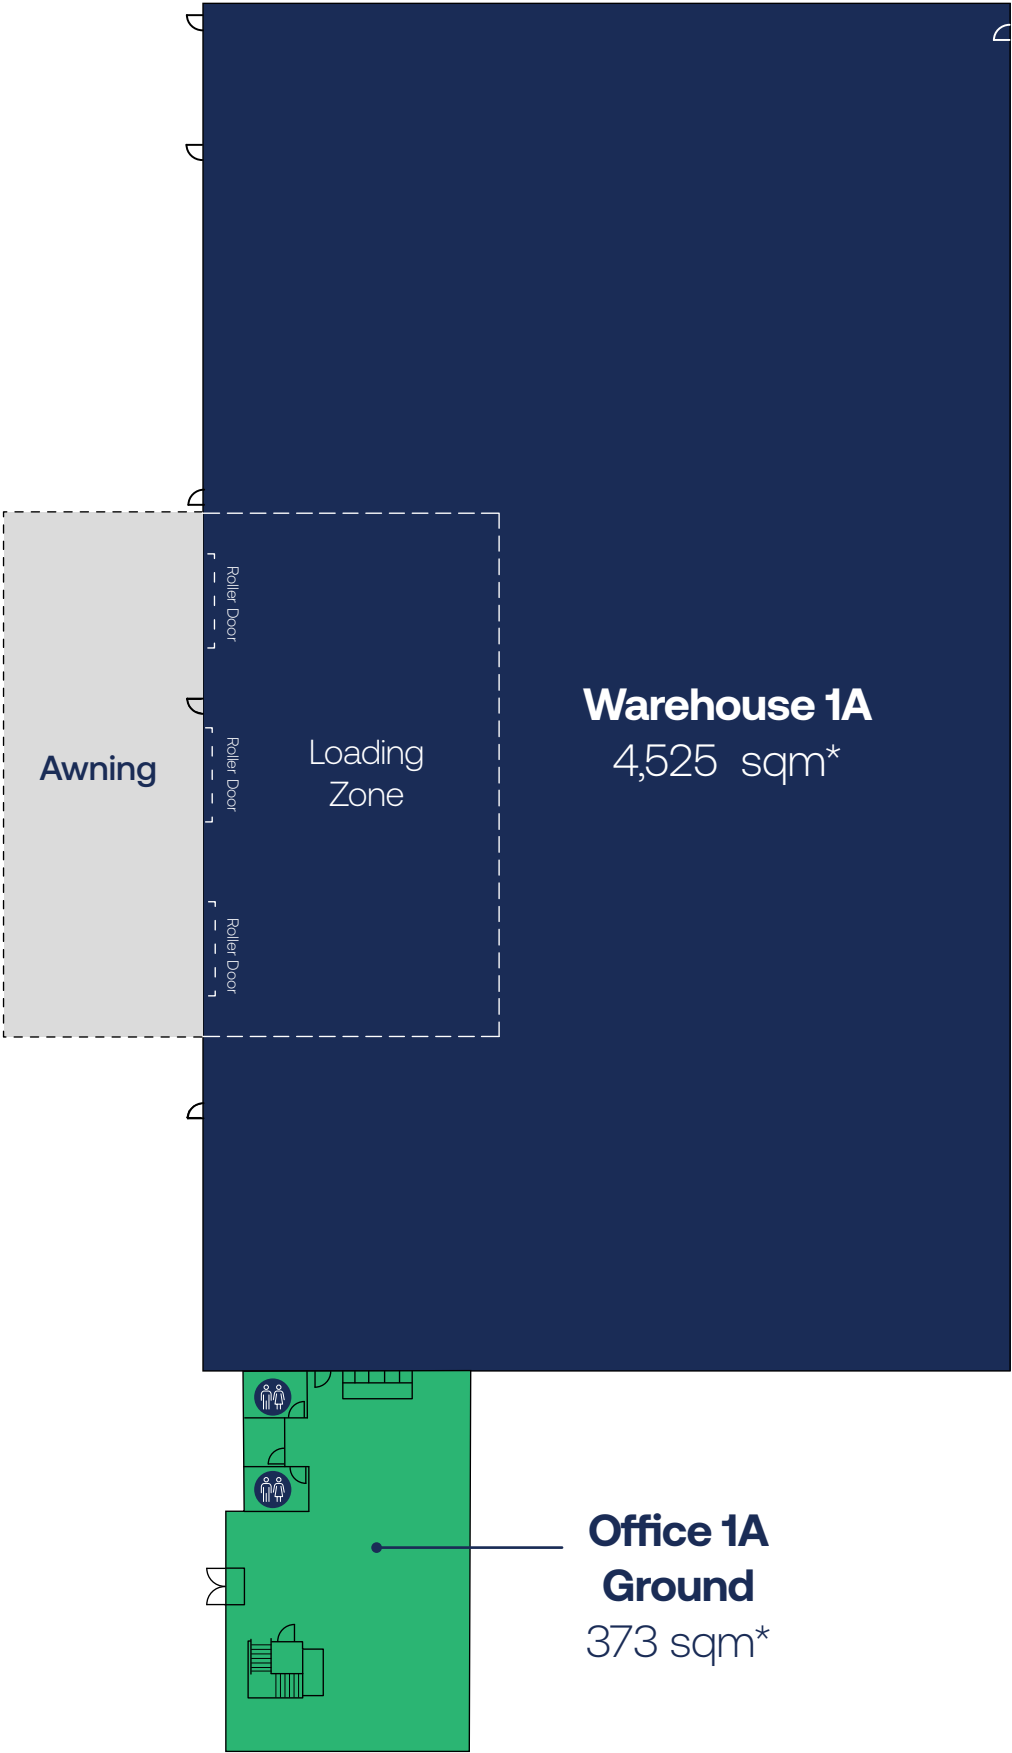 Roller Door
Roller Door
Roller Door
Awning
Loading
Zone
Warehouse 1A
4,525 sqm*
Office 1A
Ground
373 sqm*